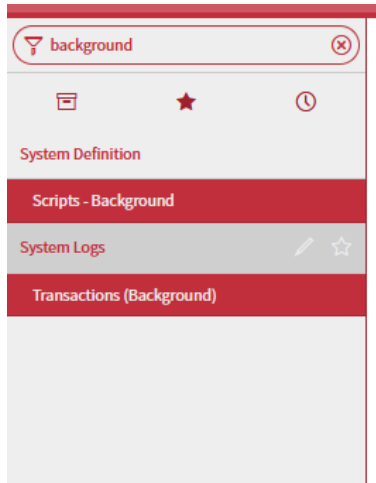 background
System Definition
Scripts - Background
System Logs
Transactions (Background)